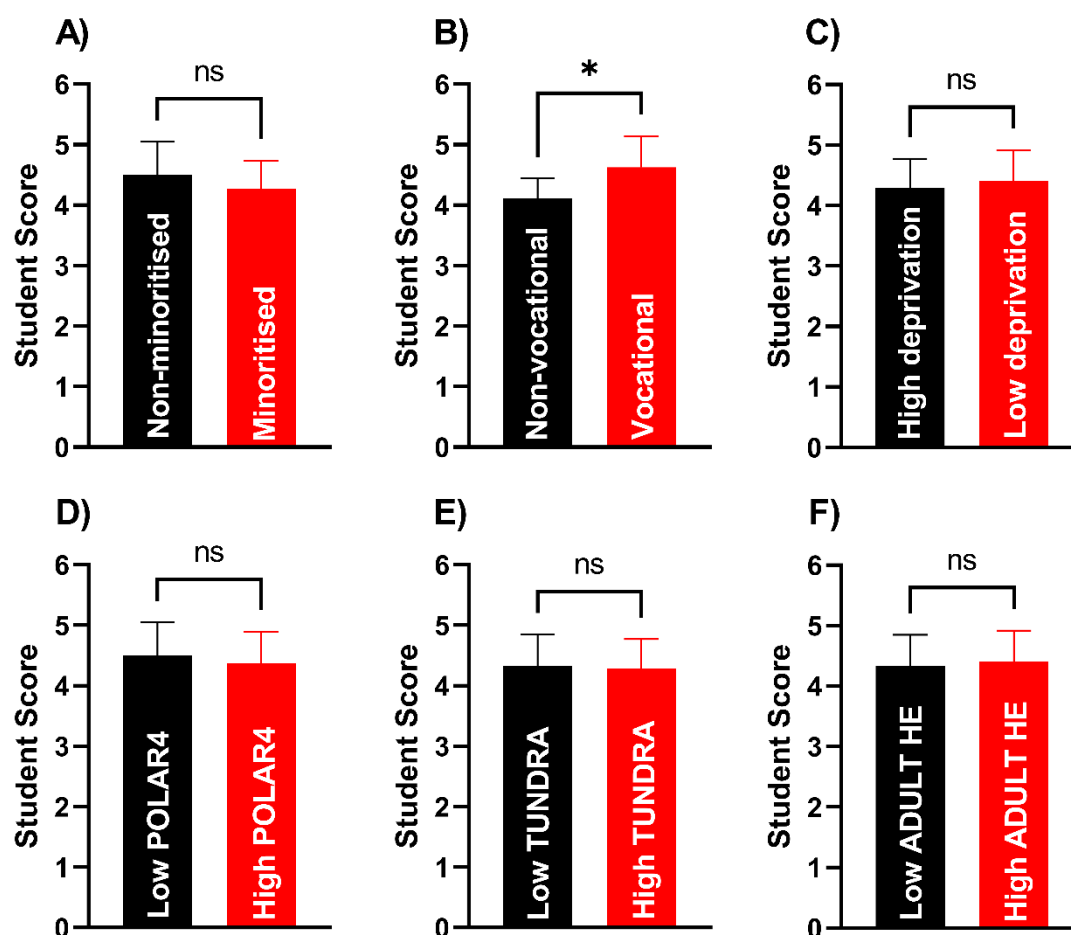 A)
ns
6
5
4
3
2
1
0
Student Score
Non-minoritised
Minoritised
B)
*
6
5
4
3
2
1
0
Student Score
Non-vocational
Vocational
C)
ns
6
5
4
3
2
1
0
Student Score
High deprivation
Low deprivation
D)
ns
6
5
4
3
2
1
0
Student Score
Low POLAR4
High POLAR4
E)
ns
6
5
4
3
2
1
0
Student Score
Low TUNDRA
High TUNDRA
F)
ns
6
5
4
3
2
1
0
Student Score
Low ADULT HE
High ADULT HE